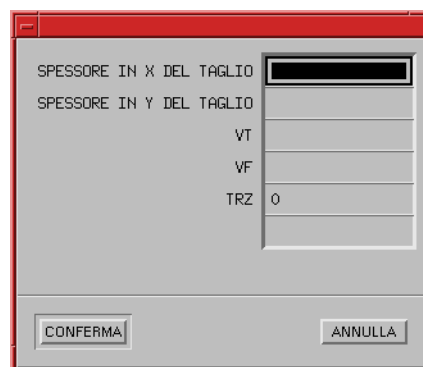 SPESSORE IN X DEL TAGLIO
SPESSORE IN Y DEL TAGLIO
VT
VF
TRZ 0
CONFERMA ANNULLA